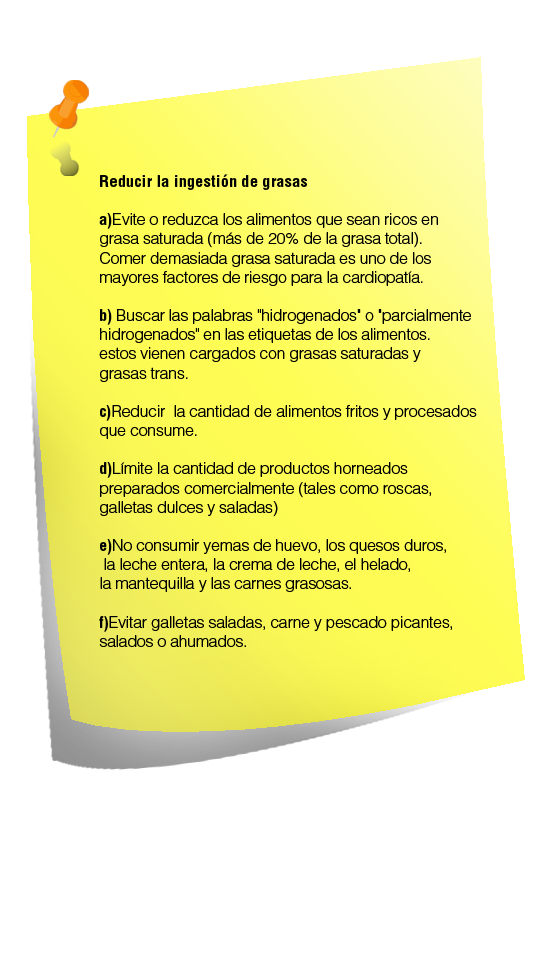 Reducir la ingestión de grasas
a)Evite o reduzca los alimentos que sean ricos en
grasa saturada (más de 20% de la grasa total).
Comer demasiada grasa saturada es uno de los
mayores factores de riesgo para la cardiopatía.
b) Buscar las palabras "hidrogenados" o "parcialmente
hidrogenados" en las etiquetas de los alimentos.
estos vienen cargados con grasas saturadas y
grasas trans.
c)Reducir  la cantidad de alimentos fritos y procesados
que consume.
d)Límite la cantidad de productos horneados
preparados comercialmente (tales como roscas,
galletas dulces y saladas)
e)No consumir yemas de huevo, los quesos duros,
la leche entera, la crema de leche, el helado,
la mantequilla y las carnes grasosas.
f)Evitar galletas saladas, carne y pescado picantes,
salados o ahumados.